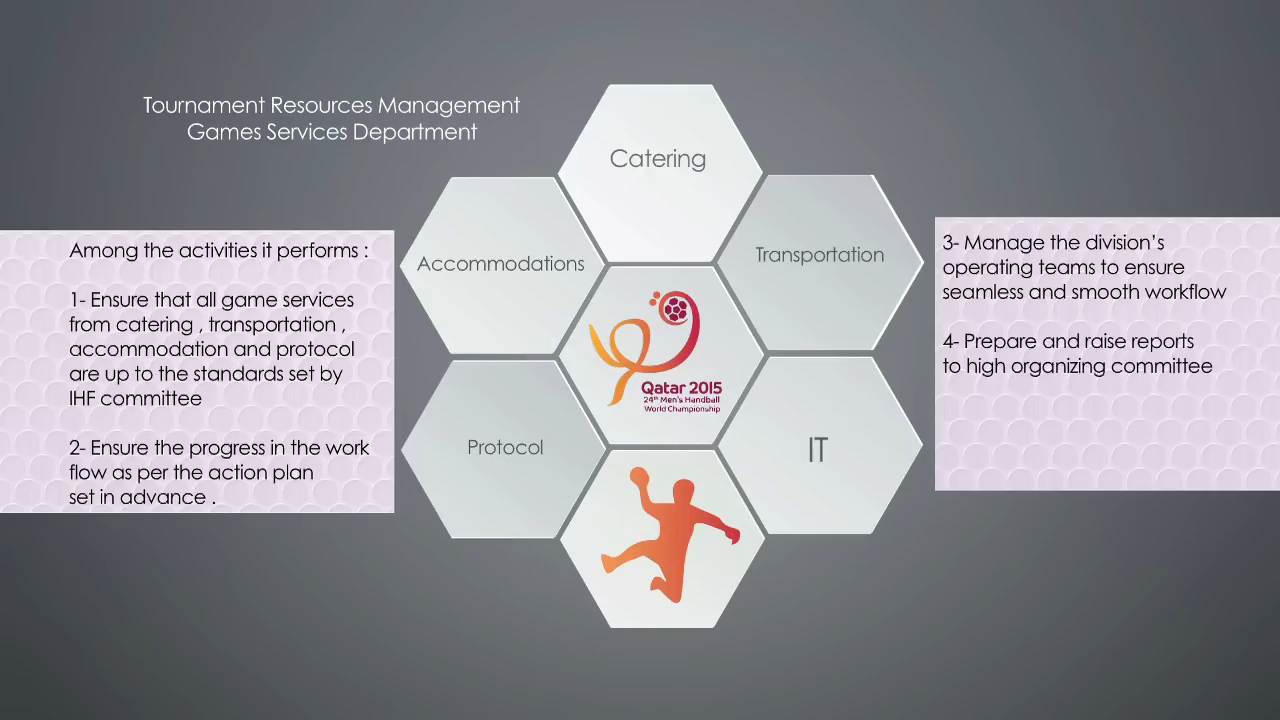 Tournament Resources Management
Games Services Department
Catering
Accommodations
Transportation
Among the activities it performs :
1- Ensure that all game services
from catering , transportation ,
accommodation and protocol
are up to the standards set by
IHF committee
2- Ensure the progress in the work
flow as per the action plan
set in advance .
Qatar 2015
24th Men's Handball
World Championship
Protocol
IT
3- Manage the division's
operating teams to ensure
seamless and smooth workflow
4- Prepare and raise reports
to high organizing committee